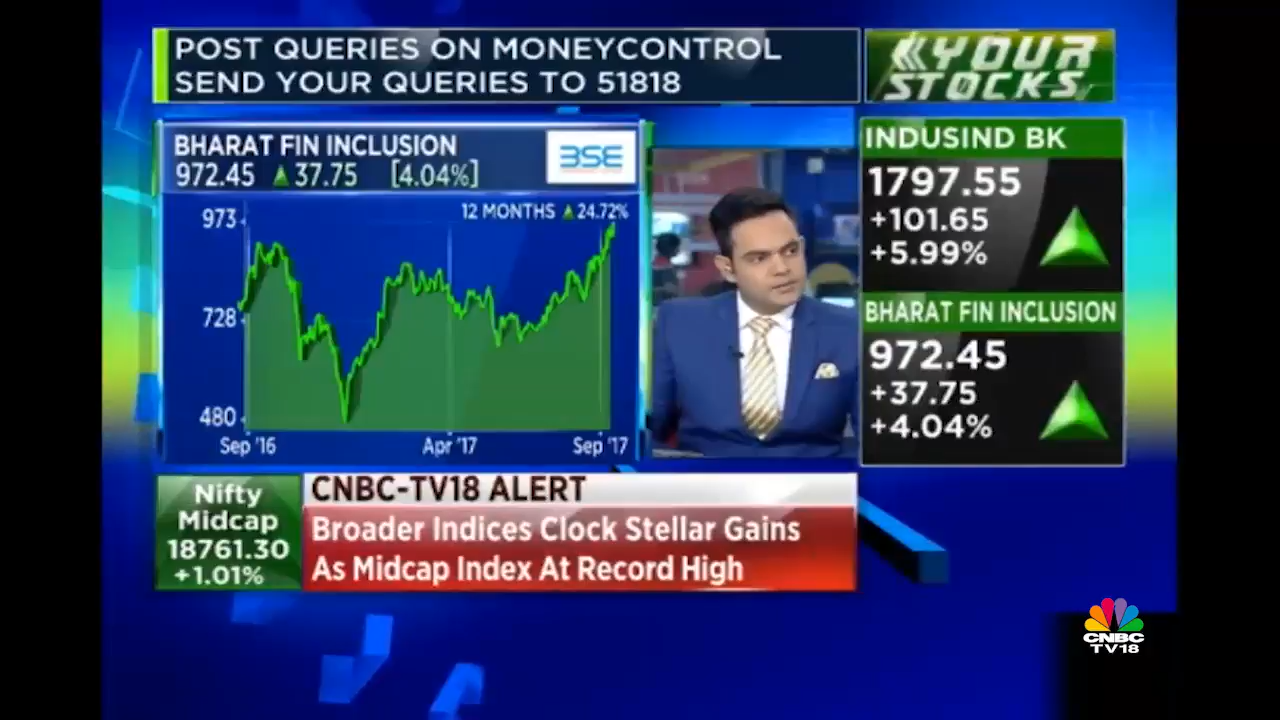 POST QUERIES ON MONEYCONTROL
SEND YOUR QUERIES TO 51818
YOUR
STOCKS
BHARAT FIN INCLUSION
972.45 ▲ 37.75 [4.04%]
BSE
12 MONTHS ▲ 24.72%
973
728
480
Sep '16 Apr '17 Sep '17
INDUSIND BK
1797.55
+101.65
+5.99%
BHARAT FIN INCLUSION
972.45
+37.75
+4.04%
Nifty
Midcap
18761.30
+1.01%
CNBC-TV18 ALERT
Broader Indices Clock Stellar Gains
As Midcap Index At Record High
CNBC
TV18